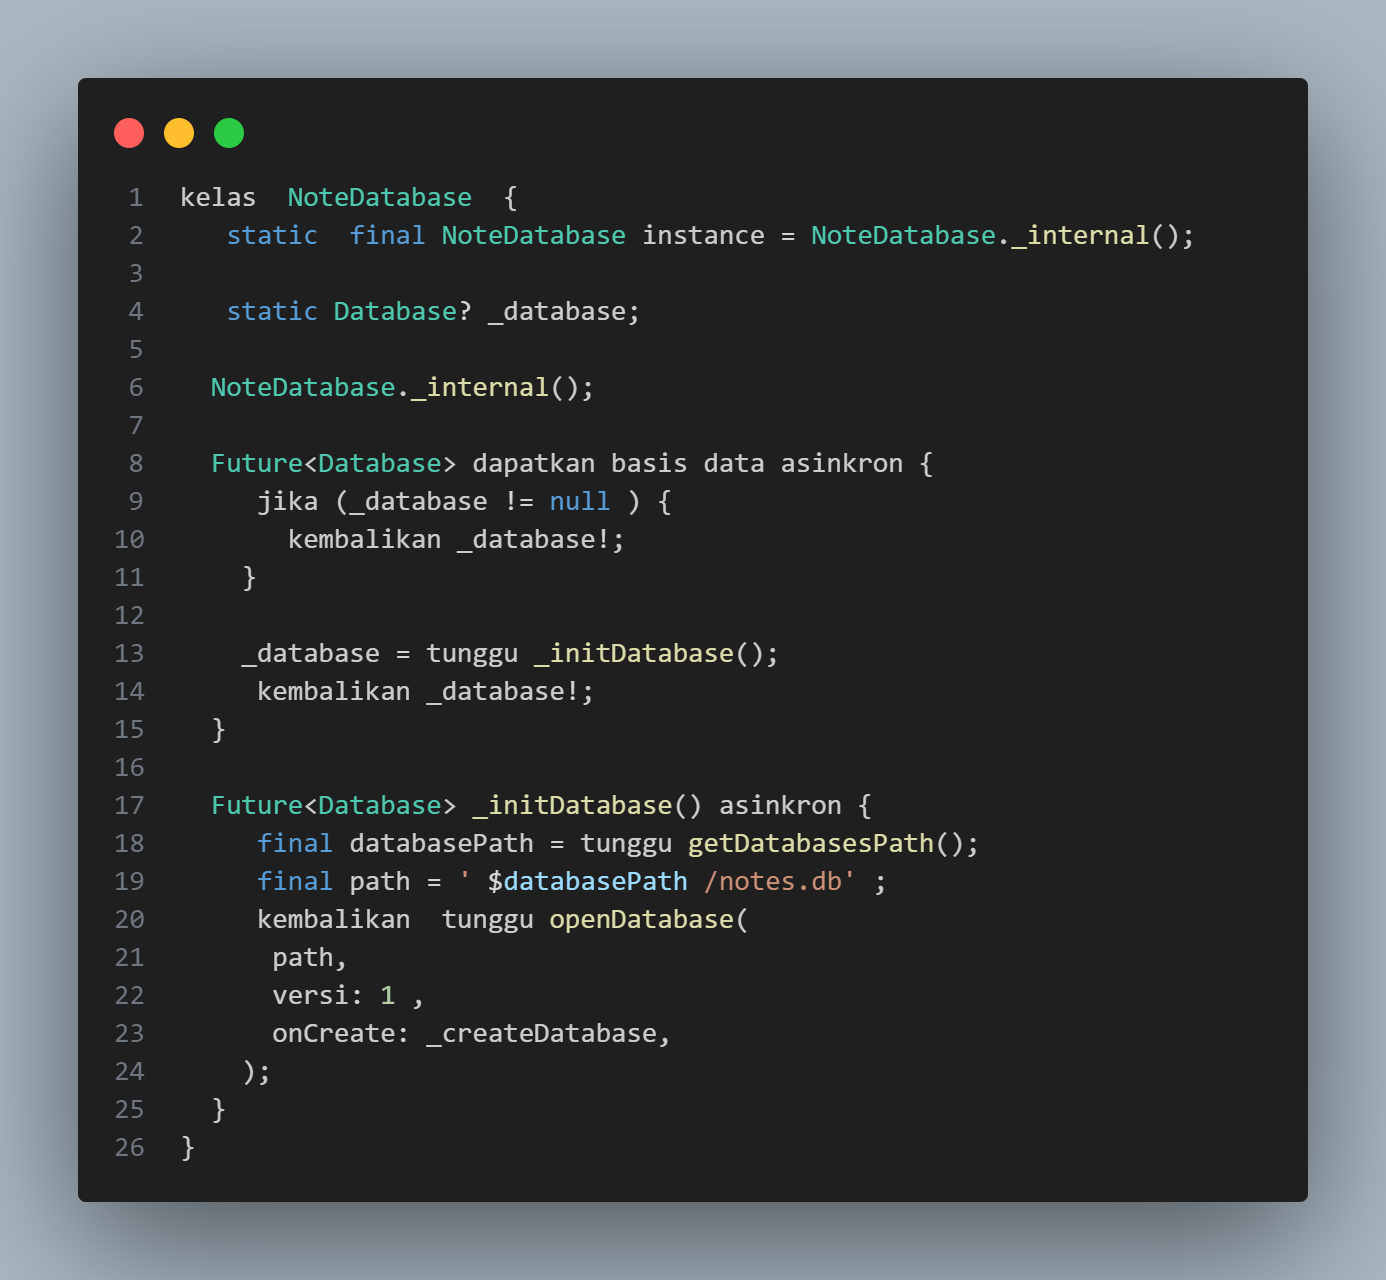 1 kelas  NoteDatabase  {
2    static  final NoteDatabase instance = NoteDatabase._internal();
3
4    static Database? _database;
5
6   NoteDatabase._internal();
7
8   Future<Database> dapatkan basis data asinkron {
9      jika (_database != null ) {
10        kembalikan _database!;
11     }
12
13     _database = tunggu _initDatabase();
14      kembalikan _database!;
15   }
16
17   Future<Database> _initDatabase() asinkron {
18      final databasePath = tunggu getDatabasesPath();
19      final path = ' $databasePath /notes.db' ;
20      kembalikan  tunggu openDatabase(
21       path,
22       versi: 1 ,
23       onCreate: _createDatabase,
24     );
25   }
26 }